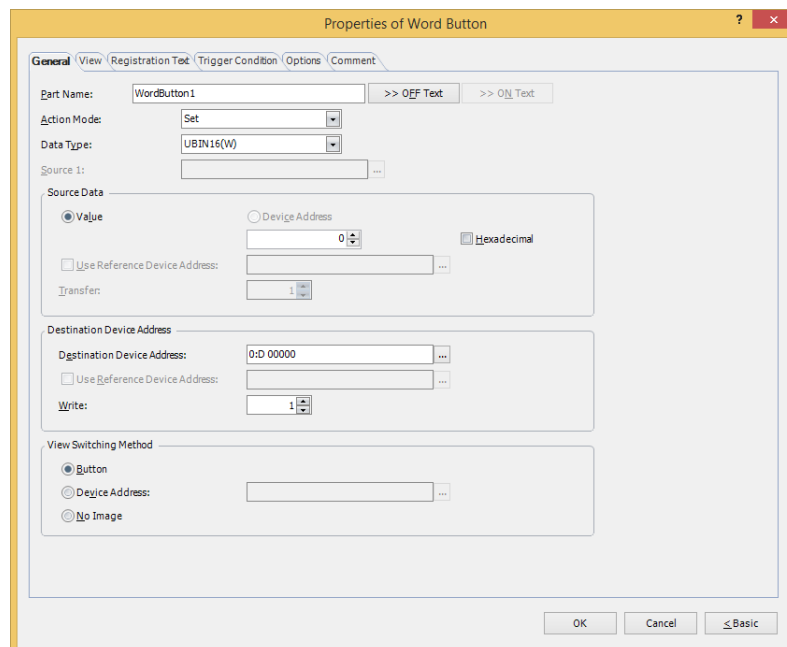 Properties of Word Button ?
General View Registration Text Trigger Condition Options Comment
Part Name: WordButton1 >> OFF Text >> ON Text
Action Mode: Set
Data Type: UBIN16(W)
Source 1: ...
Source Data
Value Device Address
0 Hexadecimal
Use Reference Device Address: ...
Transfer: 1
Destination Device Address
Destination Device Address: 0:D 00000 ...
Use Reference Device Address: ...
Write: 1
View Switching Method
Button
Device Address: ...
No Image
OK Cancel < Basic